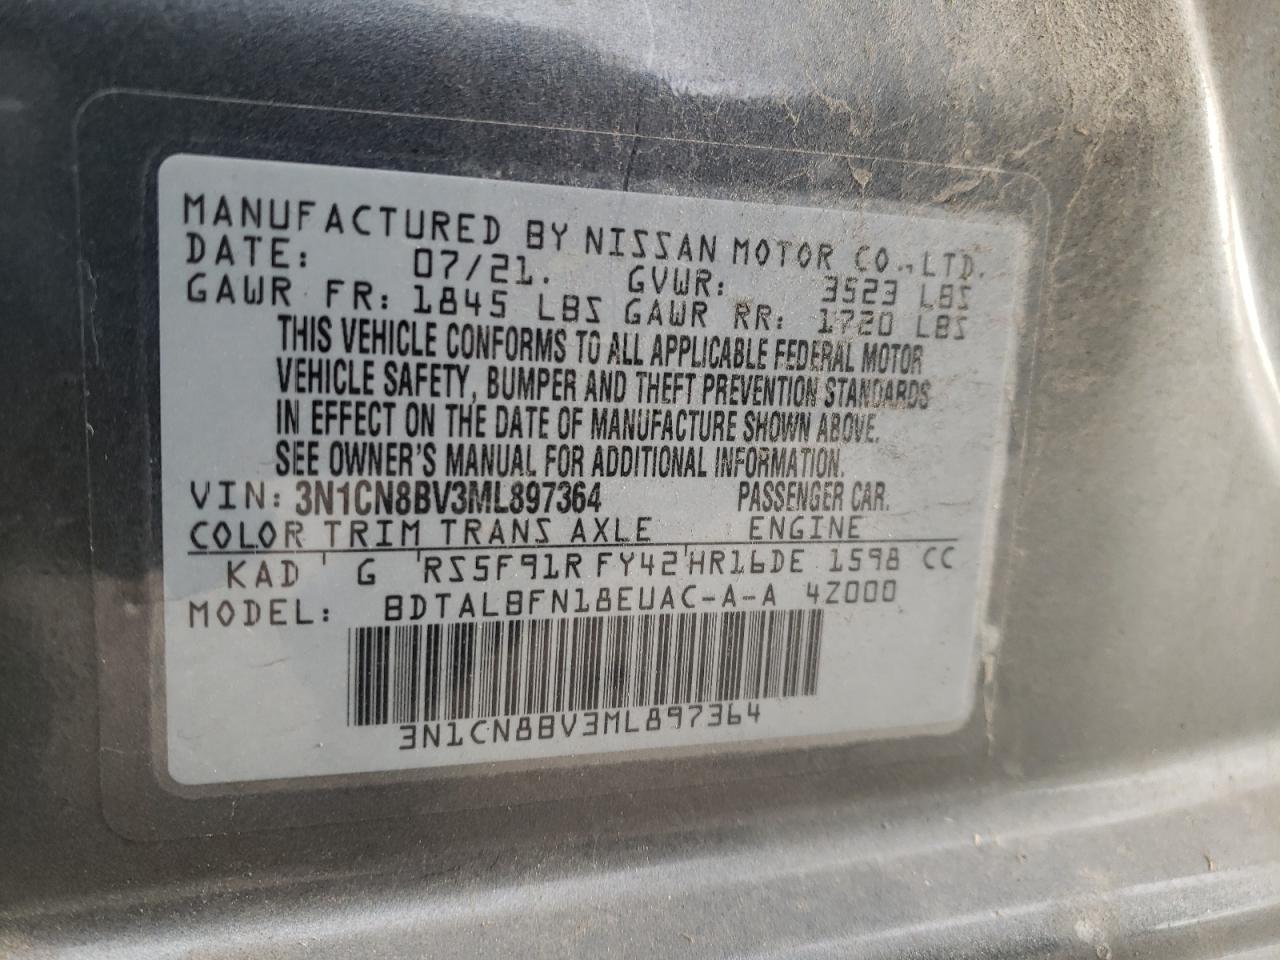 MANUFACTURED BY NISSAN MOTOR CO.,LTD.
DATE: 07/21. GVWR: 3523 LBS
GAWR FR: 1845 LBS GAWR RR: 1720 LBS
THIS VEHICLE CONFORMS TO ALL APPLICABLE FEDERAL MOTOR
VEHICLE SAFETY, BUMPER AND THEFT PREVENTION STANDARDS
IN EFFECT ON THE DATE OF MANUFACTURE SHOWN ABOVE.
SEE OWNER'S MANUAL FOR ADDITIONAL INFORMATION.
VIN: 3N1CN8BV3ML897364 PASSENGER CAR.
COLOR TRIM TRANS AXLE ENGINE
KAD G RS5F91R FY42 HR16DE 1598 CC
MODEL: BDTALBFN18EUAC-A-A 4Z000
3N1CN8BV3ML897364